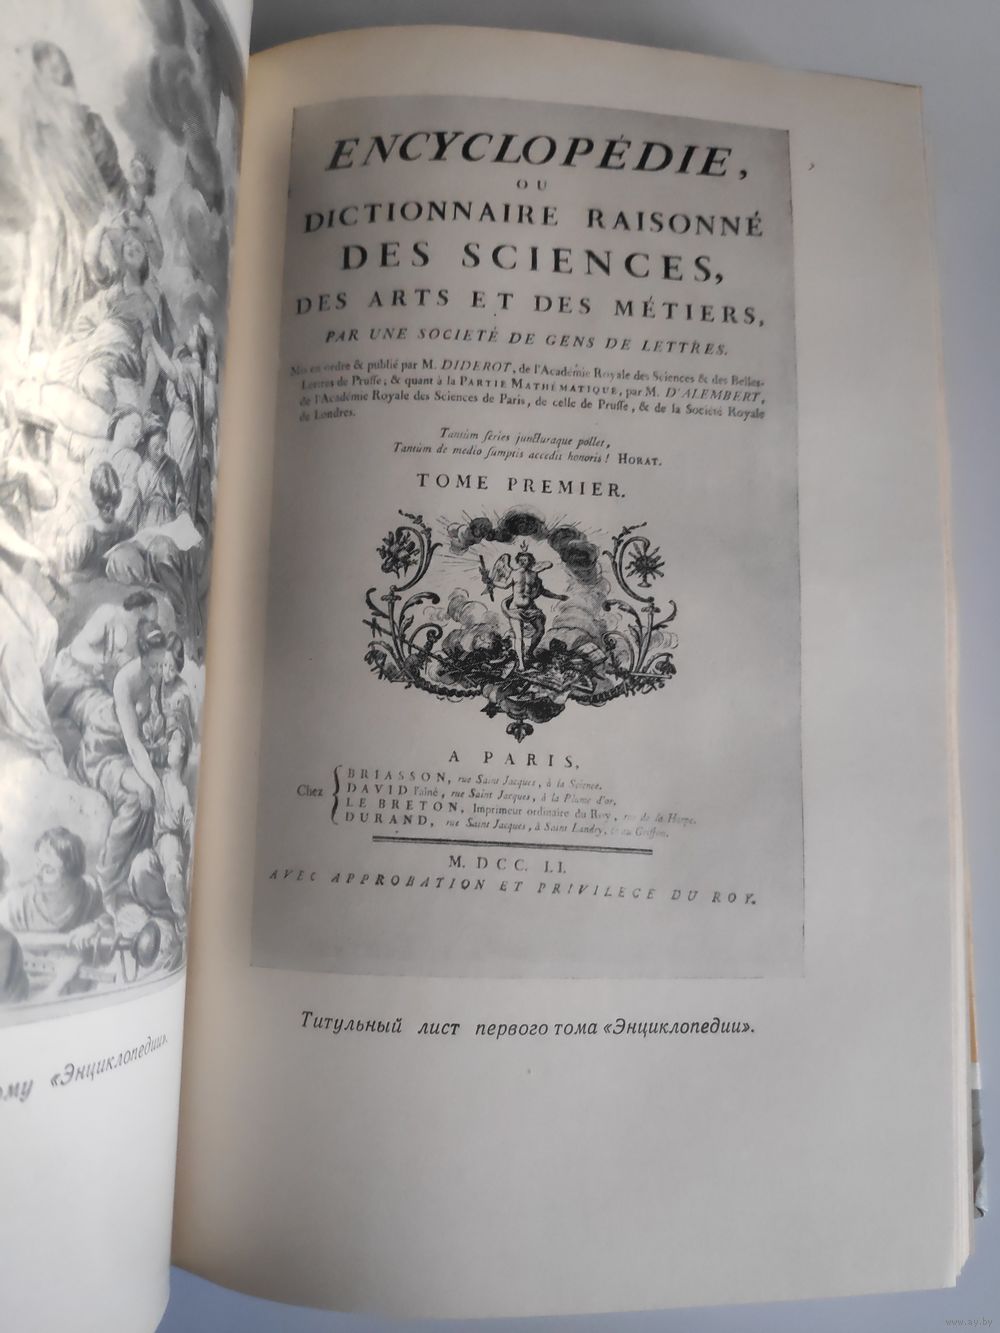 ENCYCLOPÉDIE,
OU
DICTIONNAIRE RAISONNÉ
DES SCIENCES,
DES ARTS ET DES MÉTIERS,
PAR UNE SOCIETÉ DE GENS DE LETTRES.
Mis en ordre & publié par M. DIDEROT, de l'Académie Royale des Sciences & des Belles-
Lettres de Prusse; & quant à la PARTIE MATHÉMATIQUE, par M. D'ALEMBERT,
de l'Académie Royale des Sciences de Paris, de celle de Prusse, & de la Société Royale
de Londres.
Tantùm series juncturaque pollet,
Tantùm de medio sumptis accedit honoris! HORAT.
TOME PREMIER.
A PARIS,
Chez
BRIASSON, rue Saint Jacques, à la Science.
DAVID l'aîné, rue Saint Jacques, à la Plume d'or.
LE BRETON, Imprimeur ordinaire du Roy, rue de la Harpe.
DURAND, rue Saint Jacques, à Saint Landry, & au Griffon.
M. DCC. LI.
AVEC APPROBATION ET PRIVILEGE DU ROY.
Титульный лист первого тома «Энциклопедии».
ому «Энциклопедии».
www.ay.by